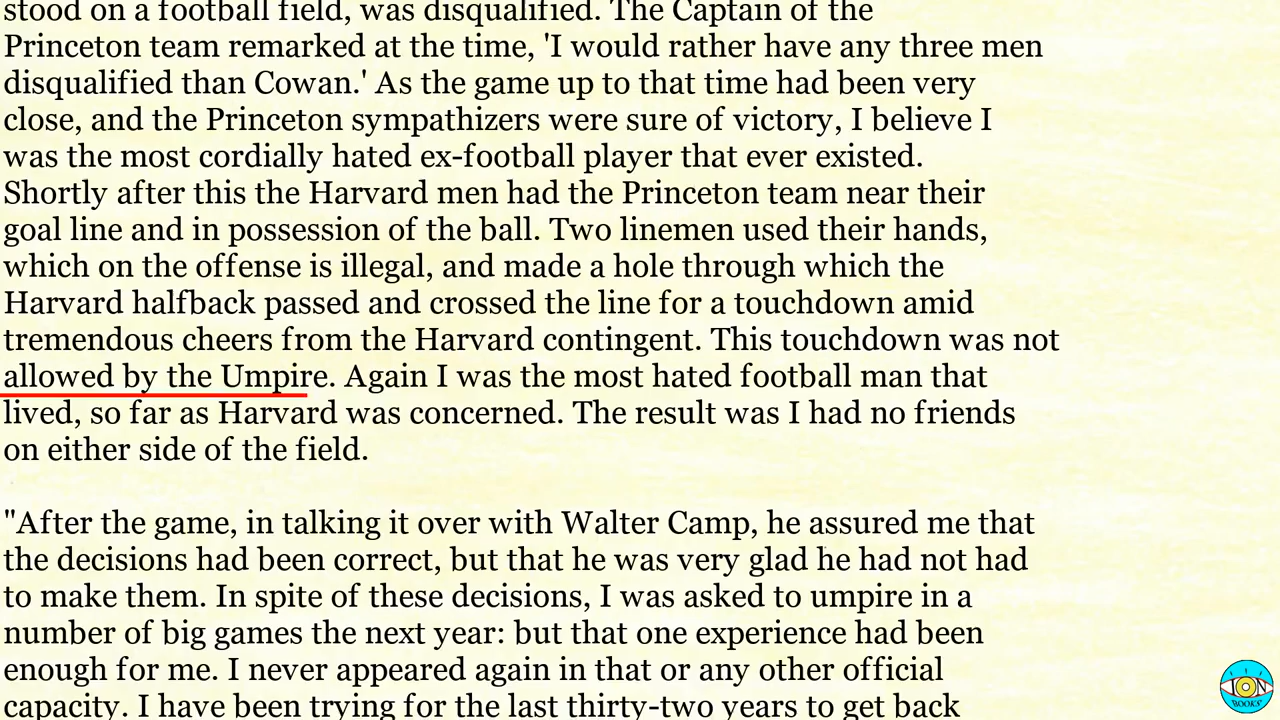 stood on a football field, was disqualified. The Captain of the
Princeton team remarked at the time, 'I would rather have any three men
disqualified than Cowan.' As the game up to that time had been very
close, and the Princeton sympathizers were sure of victory, I believe I
was the most cordially hated ex-football player that ever existed.
Shortly after this the Harvard men had the Princeton team near their
goal line and in possession of the ball. Two linemen used their hands,
which on the offense is illegal, and made a hole through which the
Harvard halfback passed and crossed the line for a touchdown amid
tremendous cheers from the Harvard contingent. This touchdown was not
allowed by the Umpire. Again I was the most hated football man that
lived, so far as Harvard was concerned. The result was I had no friends
on either side of the field.
"After the game, in talking it over with Walter Camp, he assured me that
the decisions had been correct, but that he was very glad he had not had
to make them. In spite of these decisions, I was asked to umpire in a
number of big games the next year: but that one experience had been
enough for me. I never appeared again in that or any other official
capacity. I have been trying for the last thirty-two years to get back
ION
BOOKS